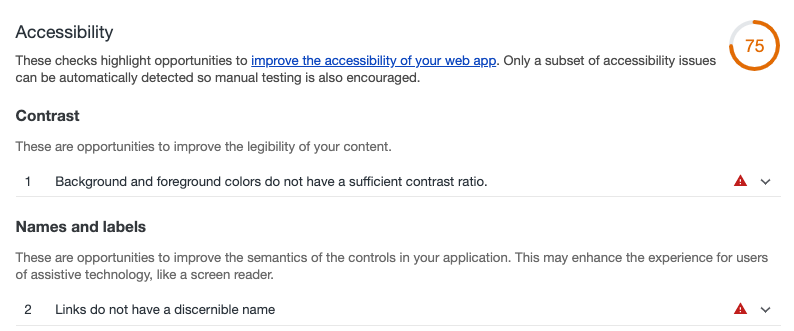 Accessibility
75
These checks highlight opportunities to improve the accessibility of your web app. Only a subset of accessibility issues
can be automatically detected so manual testing is also encouraged.
Contrast
These are opportunities to improve the legibility of your content.
1 Background and foreground colors do not have a sufficient contrast ratio.
Names and labels
These are opportunities to improve the semantics of the controls in your application. This may enhance the experience for users
of assistive technology, like a screen reader.
2 Links do not have a discernible name